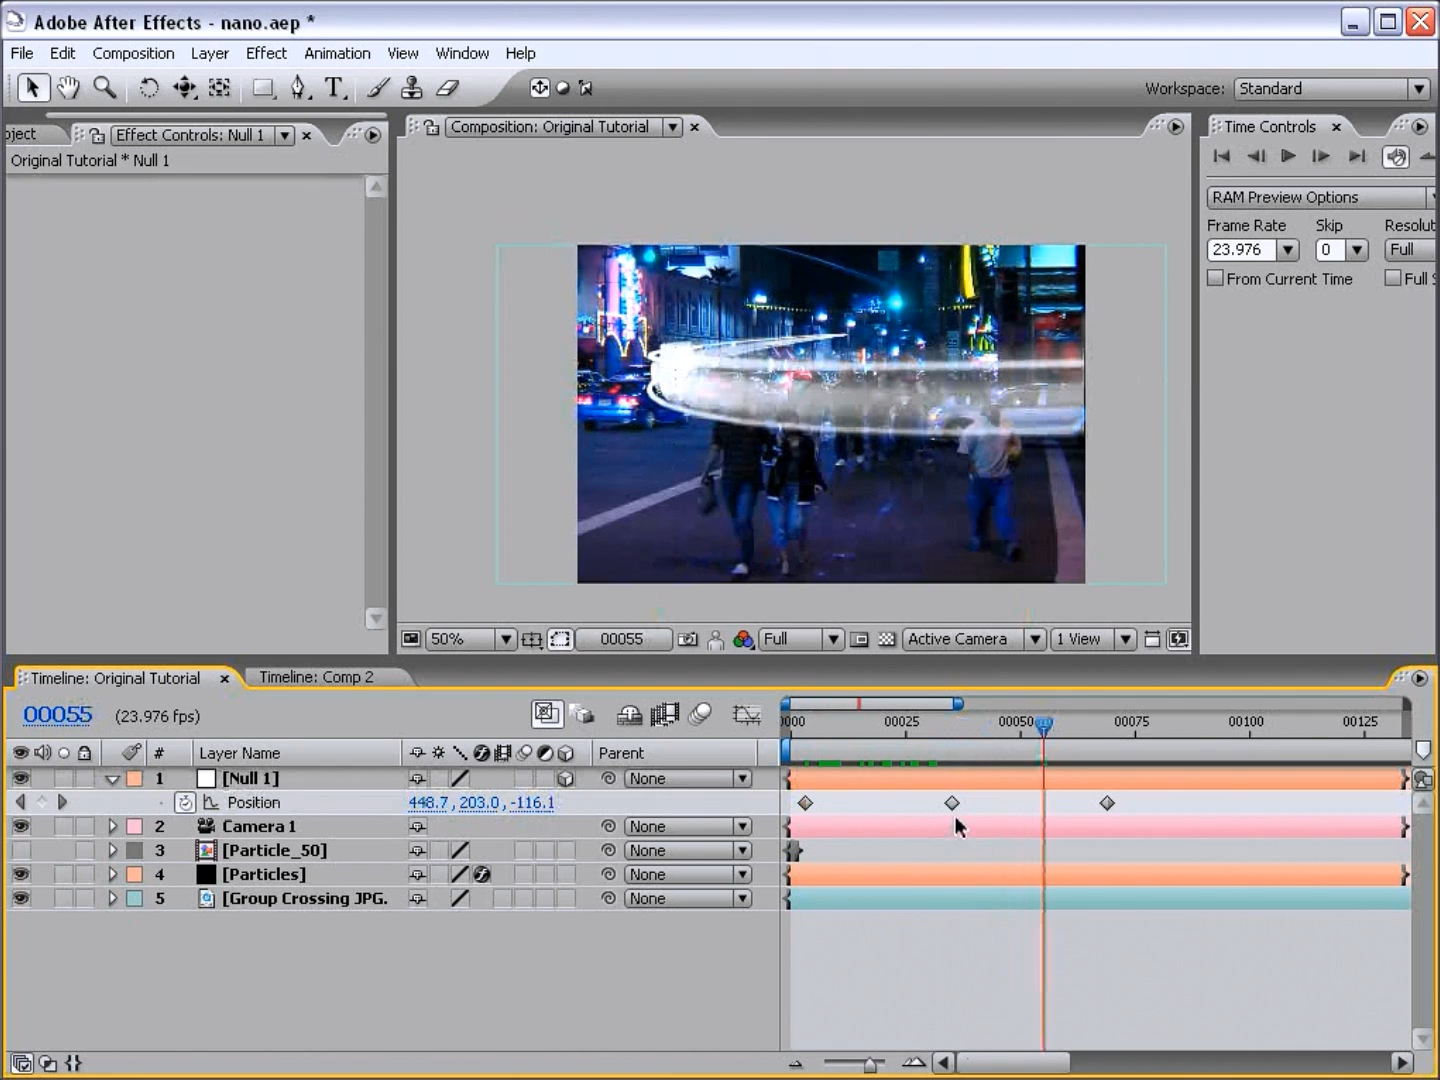 Adobe After Effects - nano.aep *
File Edit Composition Layer Effect Animation View Window Help
T Workspace: Standard
oject Effect Controls: Null 1
Original Tutorial * Null 1
Composition: Original Tutorial
Time Controls
RAM Preview Options
Frame Rate Skip Resolut
23.976 0 Full
From Current Time Full S
50% 00055 Full Active Camera 1 View
Timeline: Original Tutorial Timeline: Comp 2
00055 (23.976 fps)
0000 00025 00050 00075 00100 00125
# Layer Name Parent
1 [Null 1] None
Position 448.7, 203.0, -116.1
2 Camera 1 None
3 [Particle_50] None
4 [Particles] None
5 [Group Crossing JPG. None